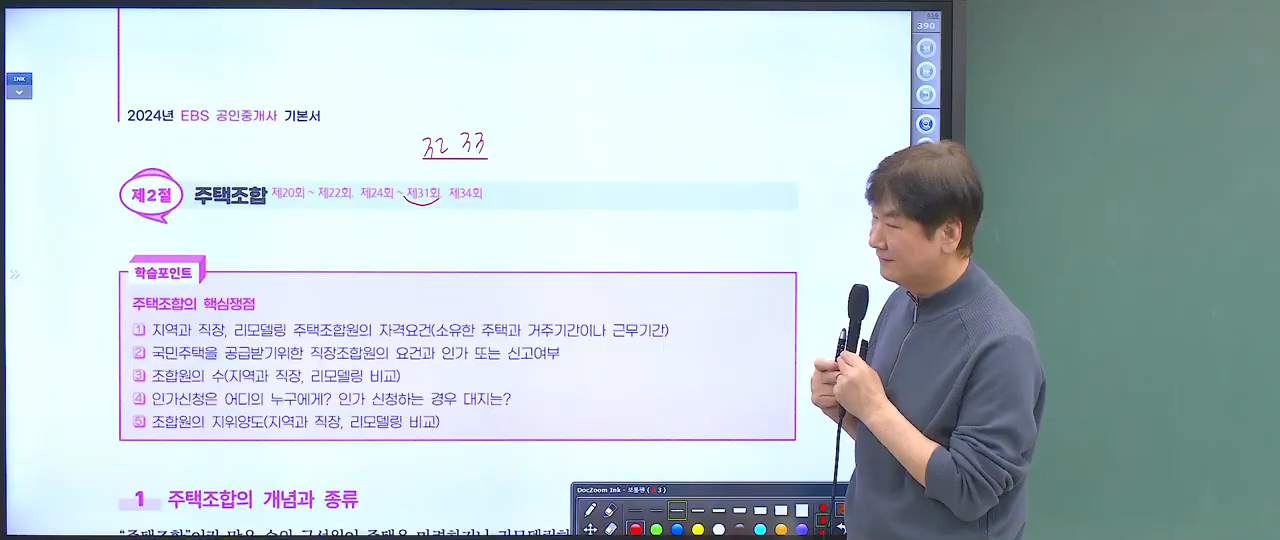 390
INK
2024년 EBS 공인중개사 기본서
32 33
제2절 주택조합 제20회 ~ 제22회, 제24회 ~ 제31회, 제34회
학습포인트
주택조합의 핵심쟁점
1 지역과 직장, 리모델링 주택조합원의 자격요건(소유한 주택과 거주기간이나 근무기간)
2 국민주택을 공급받기위한 직장조합원의 요건과 인가 또는 신고여부
3 조합원의 수(지역과 직장, 리모델링 비교)
4 인가신청은 어디의 누구에게? 인가 신청하는 경우 대지는?
5 조합원의 지위양도(지역과 직장, 리모델링 비교)
1 주택조합의 개념과 종류
DocZoom Ink - 보통펜 ( 3 )